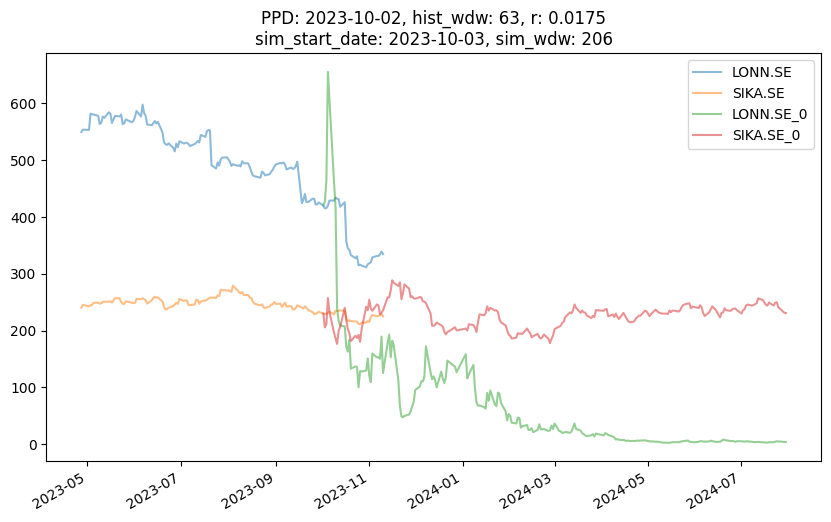 PPD: 2023-10-02, hist_wdw: 63, r: 0.0175
sim_start_date: 2023-10-03, sim_wdw: 206
LONN.SE
SIKA.SE
LONN.SE_0
SIKA.SE_0
600
500
400
300
200
100
0
2023-05
2023-07
2023-09
2023-11
2024-01
2024-03
2024-05
2024-07